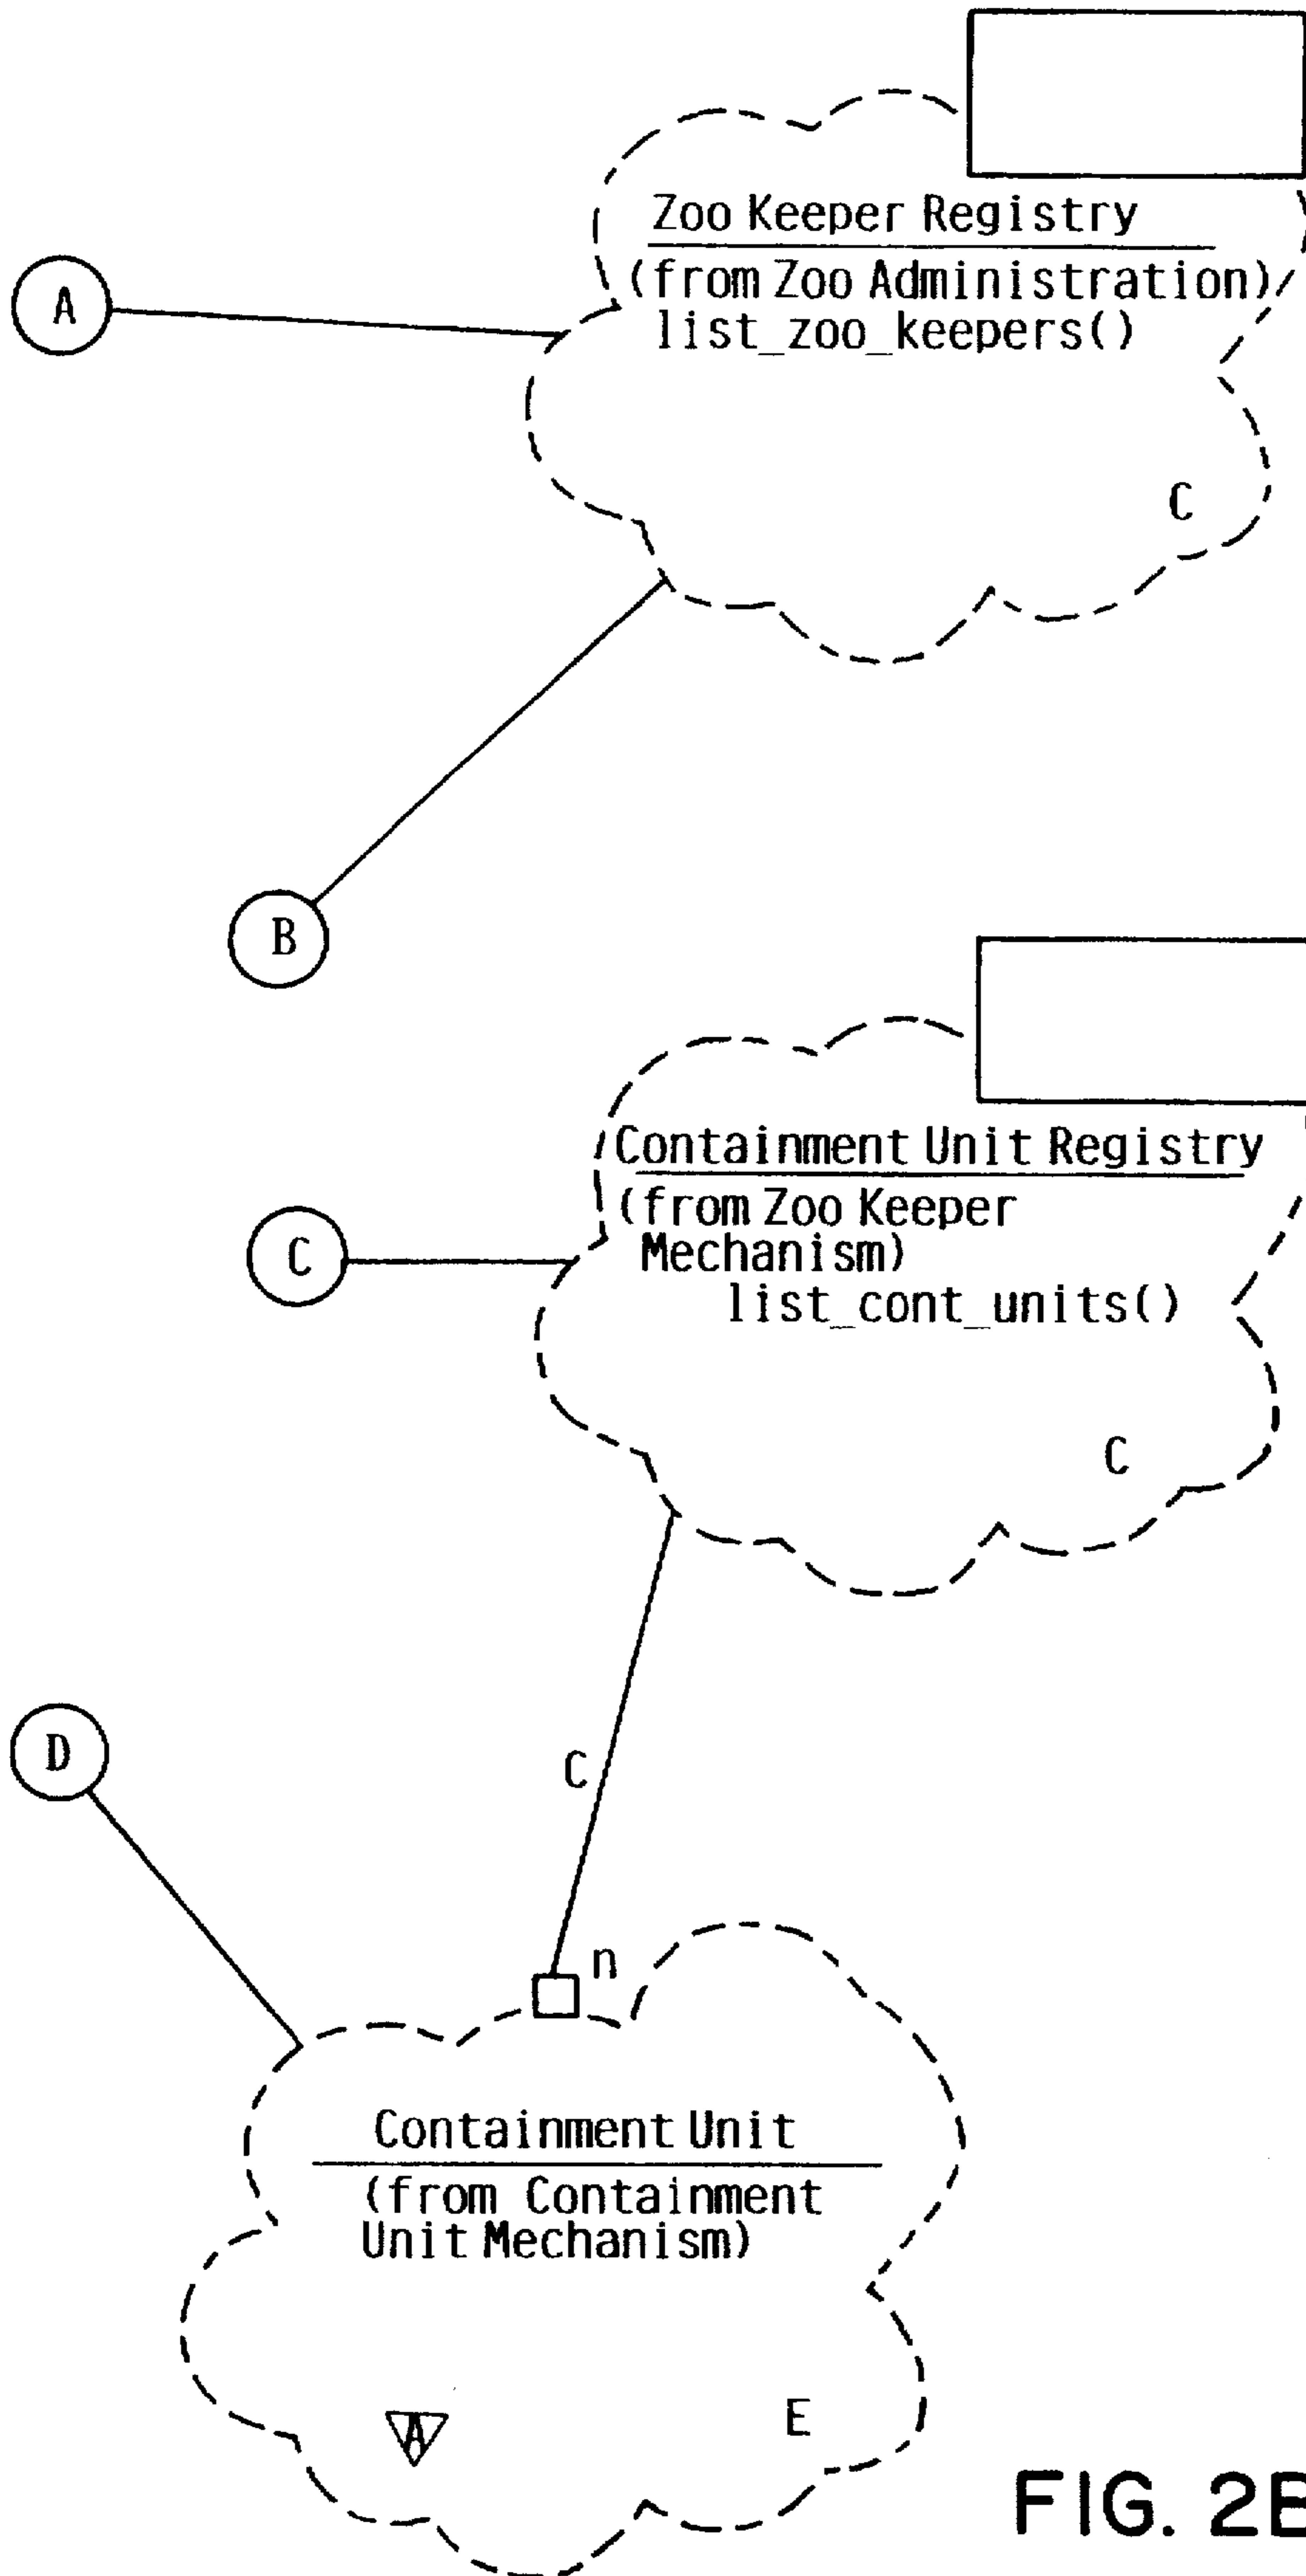 Zoo Keeper Registry
(from Zoo Administration)
list_zoo_keepers()
A
C
B
Containment Unit Registry
(from Zoo Keeper
Mechanism)
list_cont_units()
C
C
D
C
n
Containment Unit
(from Containment
Unit Mechanism)
A
E
FIG. 2B